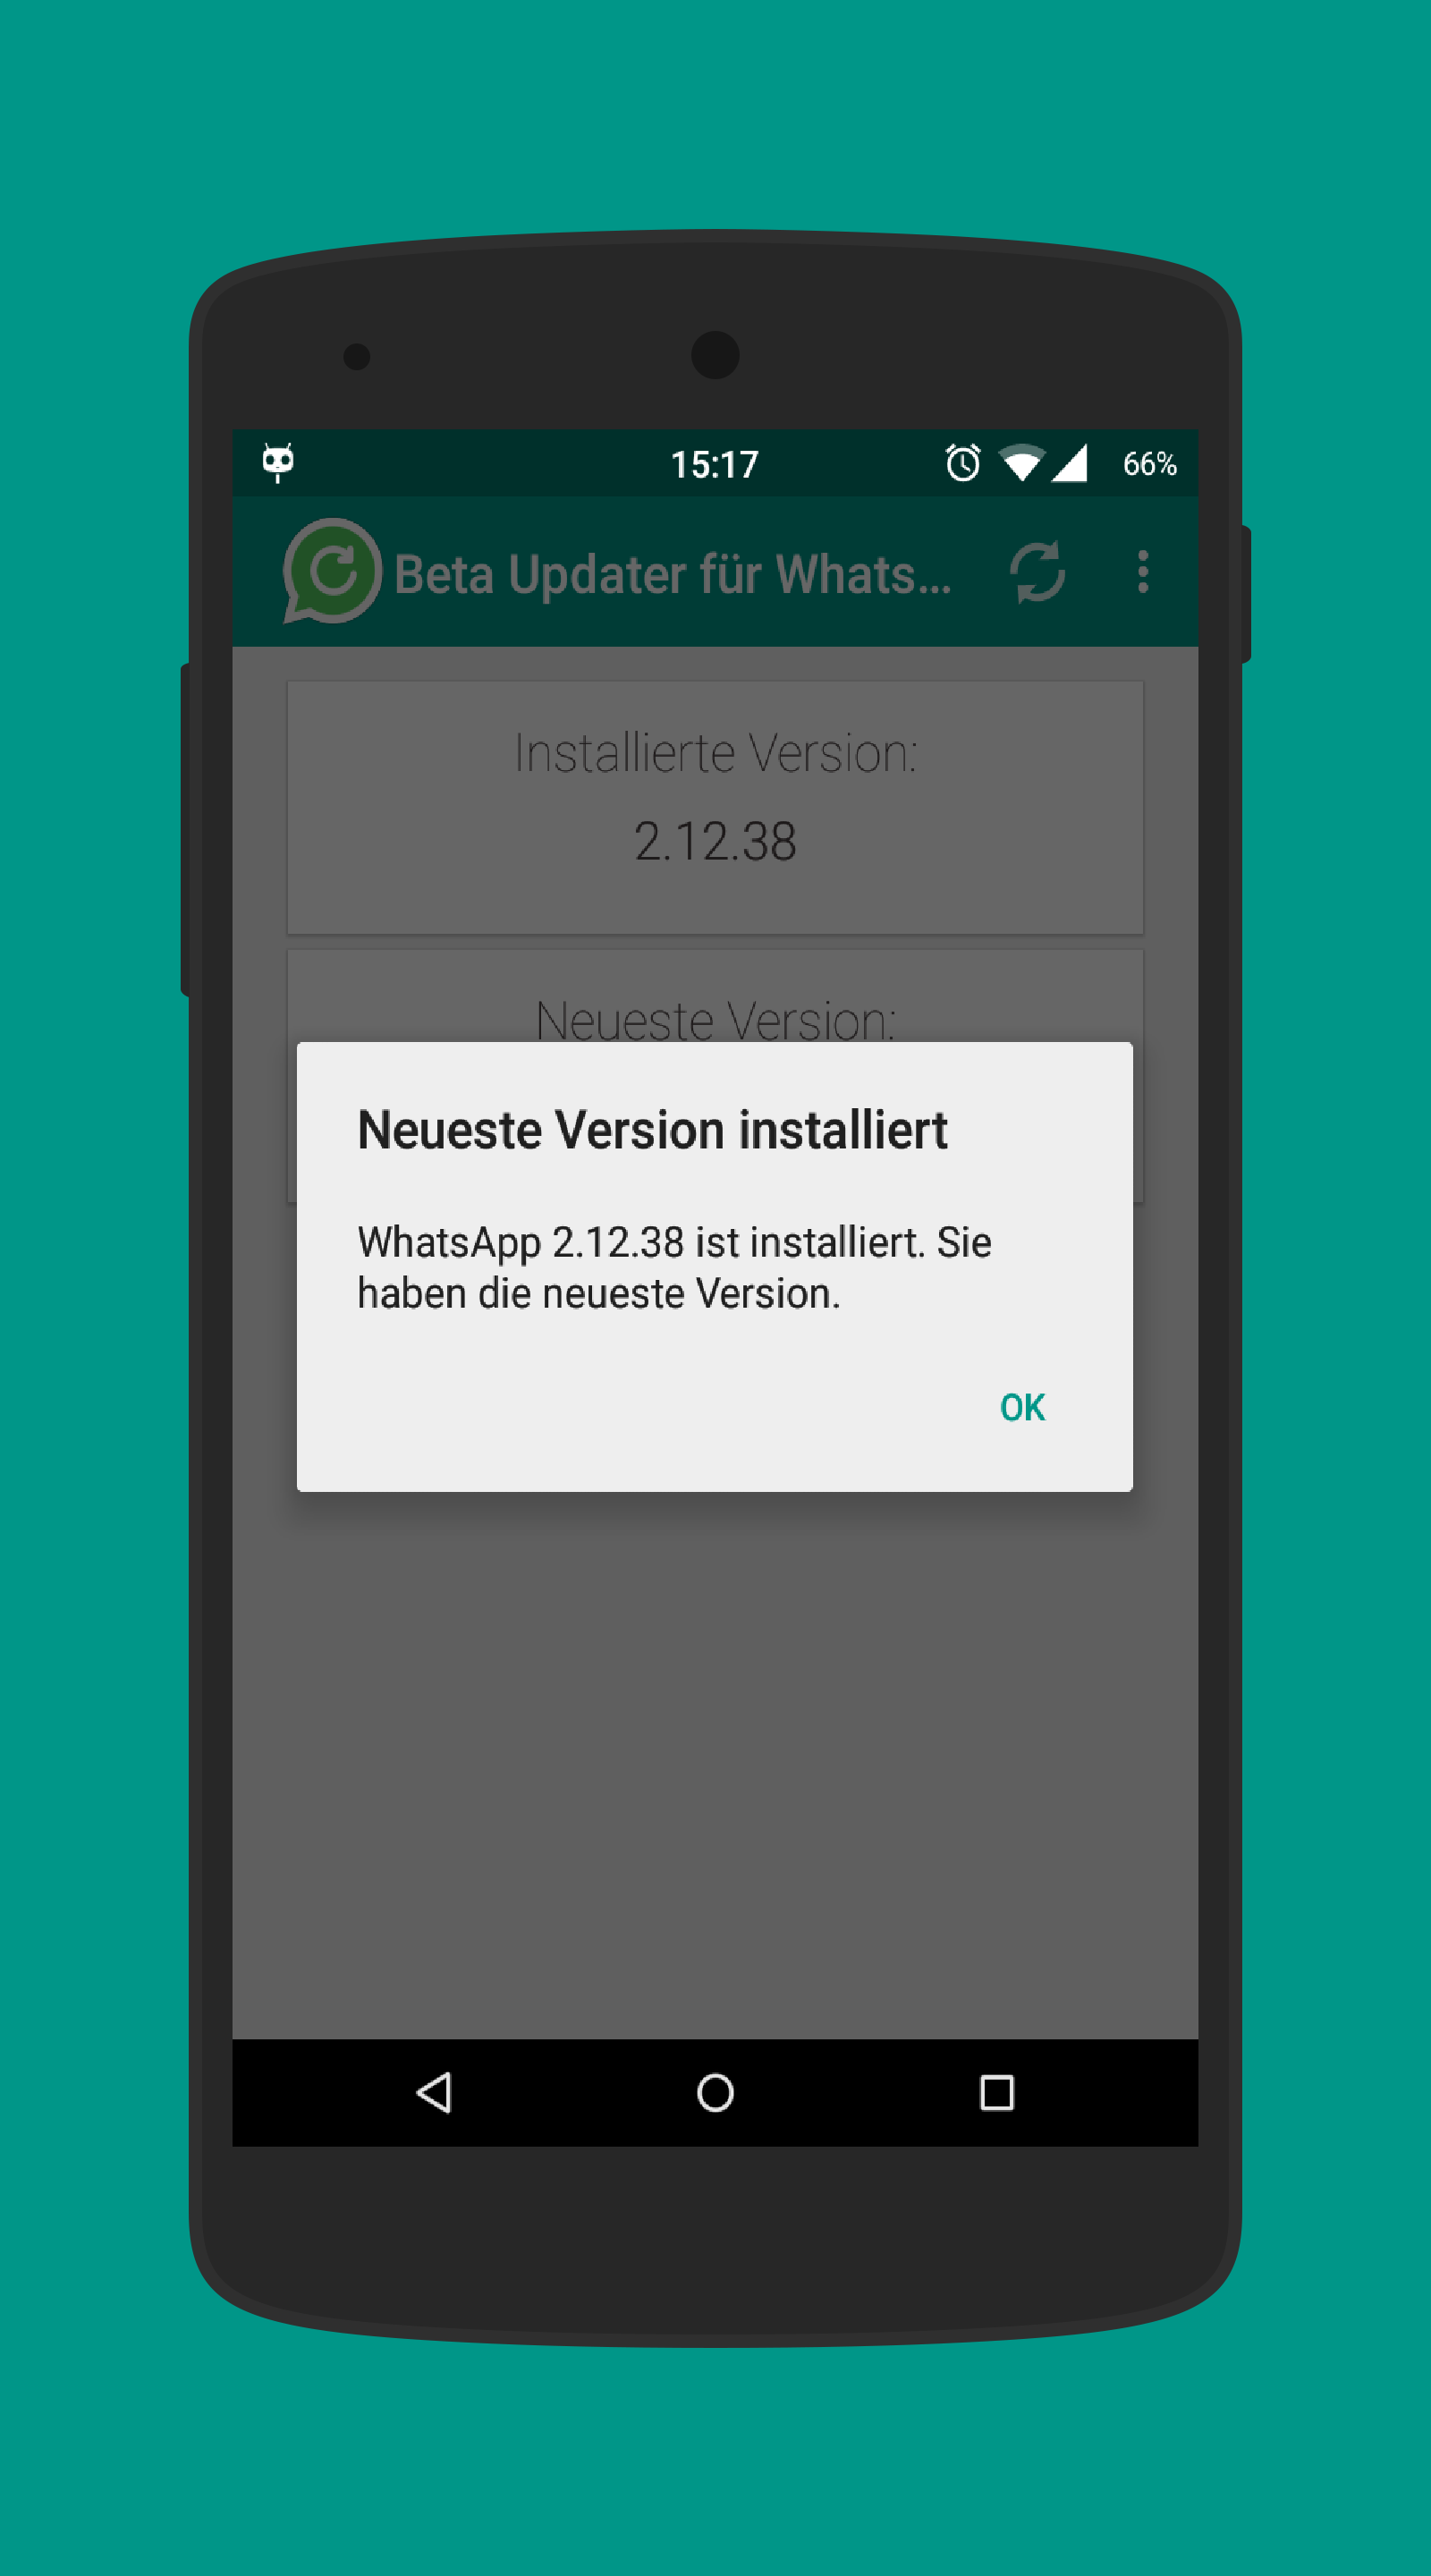 15:17
66%
Beta Updater für Whats...
Installierte Version:
2.12.38
Neueste Version:
Neueste Version installiert
WhatsApp 2.12.38 ist installiert. Sie
haben die neueste Version.
OK